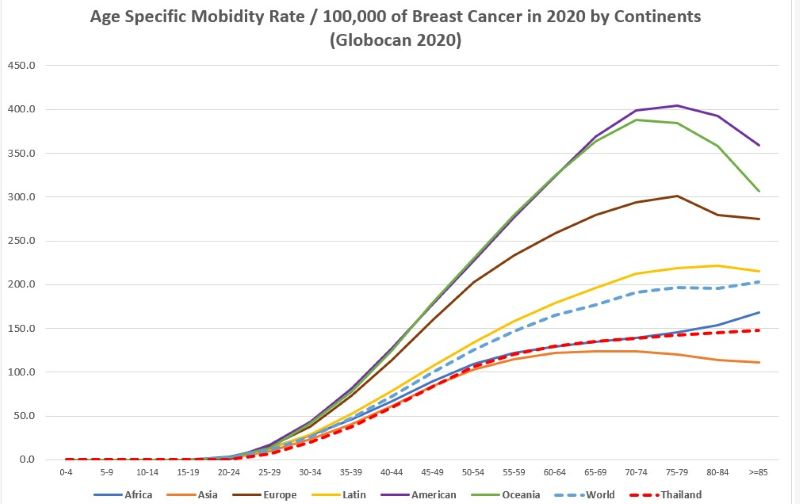 Age Specific Mobidity Rate / 100,000 of Breast Cancer in 2020 by Continents
(Globocan 2020)
450.0
400.0
350.0
300.0
250.0
200.0
150.0
100.0
50.0
0.0
0-4 5-9 10-14 15-19 20-24 25-29 30-34 35-39 40-44 45-49 50-54 55-59 60-64 65-69 70-74 75-79 80-84 >=85
Africa Asia Europe Latin American Oceania World Thailand